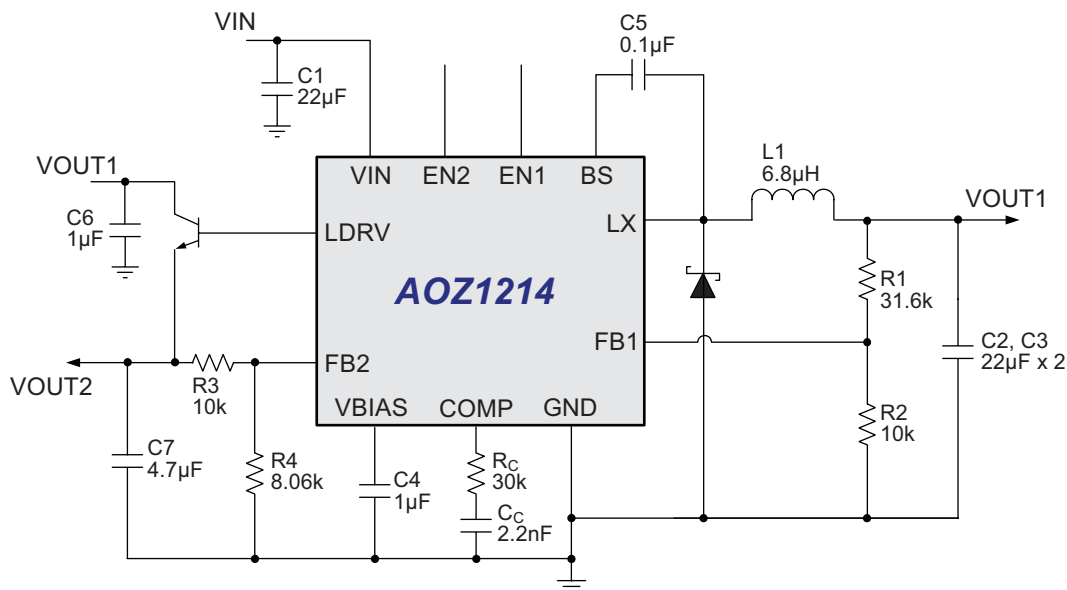 VIN
C5
0.1µF
C1
22µF
VOUT1
C6
1µF
VIN
EN2
EN1
BS
L1
6.8µH
VOUT1
LDRV
LX
AOZ1214
R1
31.6k
FB2
FB1
C2, C3
22µF x 2
VOUT2
R3
10k
VBIAS
COMP
GND
R2
10k
C7
4.7µF
R4
8.06k
C4
1µF
RC
30k
CC
2.2nF